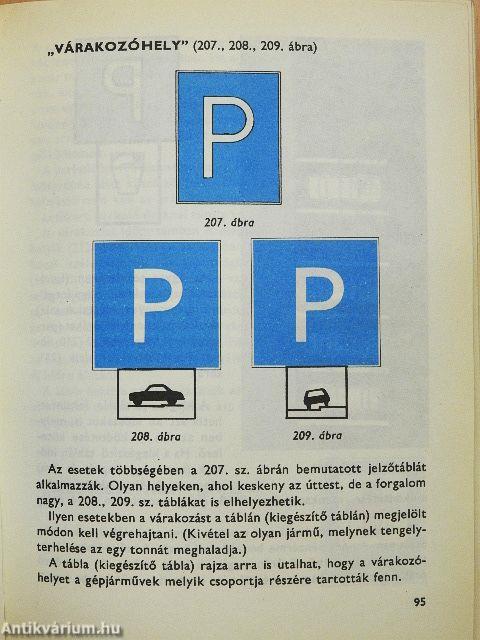 „VÁRAKOZÓHELY” (207., 208., 209. ábra)
P
207. ábra
P P
208. ábra 209. ábra
Az esetek többségében a 207. sz. ábrán bemutatott jelzőtáblát
alkalmazzák. Olyan helyeken, ahol keskeny az úttest, de a forgalom
nagy, a 208., 209. sz. táblákat is elhelyezhetik.
Ilyen esetekben a várakozást a táblán (kiegészítő táblán) megjelölt
módon kell végrehajtani. (Kivétel az olyan jármű, melynek tengely-
terhelése az egy tonnát meghaladja.)
A tábla (kiegészítő tábla) rajza arra is utalhat, hogy a várakozó-
helyet a gépjárművek melyik csoportja részére tartották fenn.
95
Antikvárium.hu